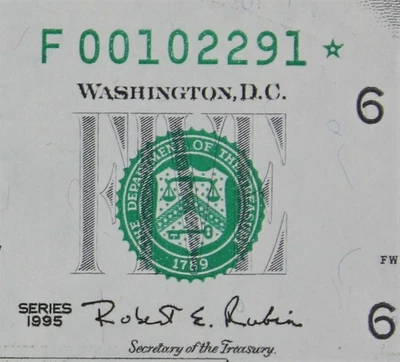 F 00102291 ☆
WASHINGTON, D.C.
6
FIVE
THE DEPARTMENT OF THE TREASURY
1789
FW
SERIES
1995
Robert E. Rubin
6
Secretary of the Treasury.